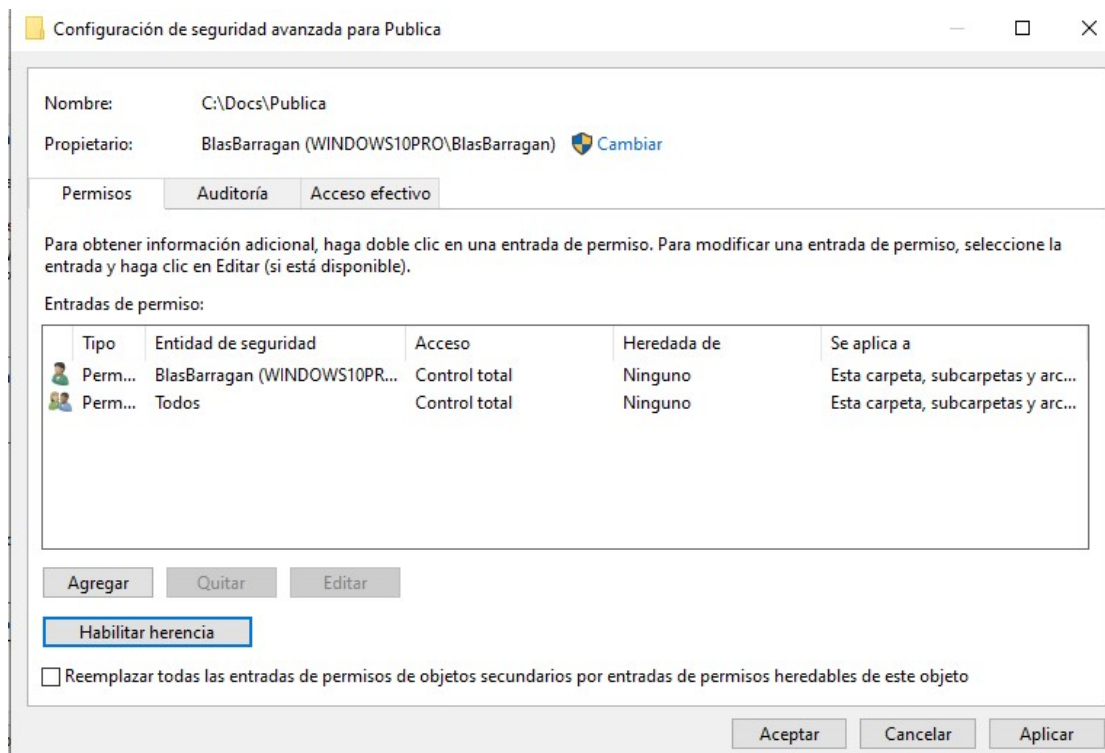 Configuración de seguridad avanzada para Publica
Nombre: C:\Docs\Publica
Propietario: BlasBarragan (WINDOWS10PRO\BlasBarragan) Cambiar
Permisos Auditoría Acceso efectivo
Para obtener información adicional, haga doble clic en una entrada de permiso. Para modificar una entrada de permiso, seleccione la
entrada y haga clic en Editar (si está disponible).
Entradas de permiso:
Tipo Entidad de seguridad Acceso Heredada de Se aplica a
Perm... BlasBarragan (WINDOWS10PR... Control total Ninguno Esta carpeta, subcarpetas y arc...
Perm... Todos Control total Ninguno Esta carpeta, subcarpetas y arc...
Agregar Quitar Editar
Habilitar herencia
Reemplazar todas las entradas de permisos de objetos secundarios por entradas de permisos heredables de este objeto
Aceptar Cancelar Aplicar